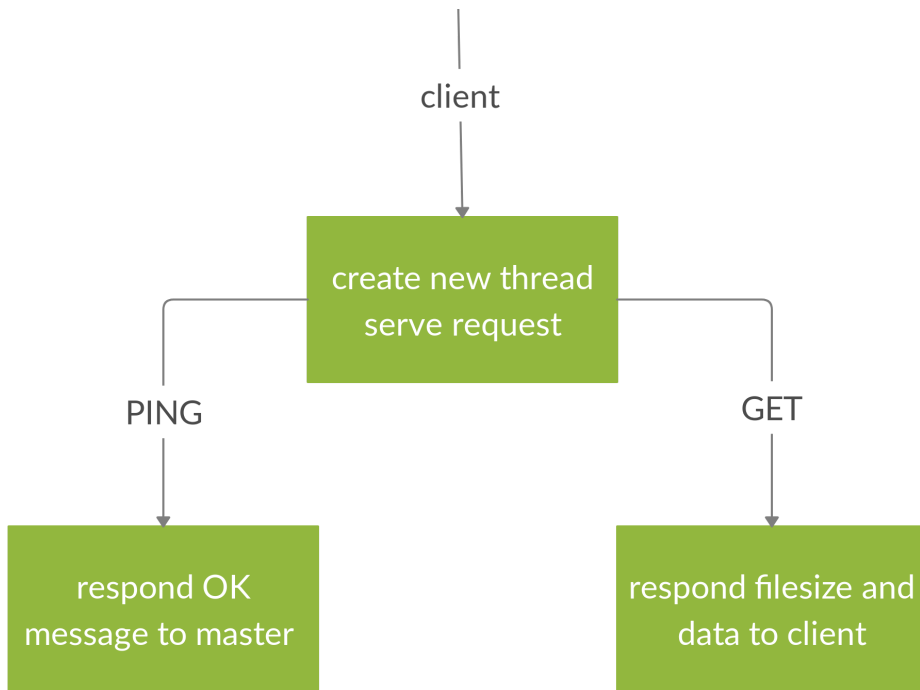 client
create new thread
serve request
PING
GET
respond OK
message to master
respond filesize and
data to client